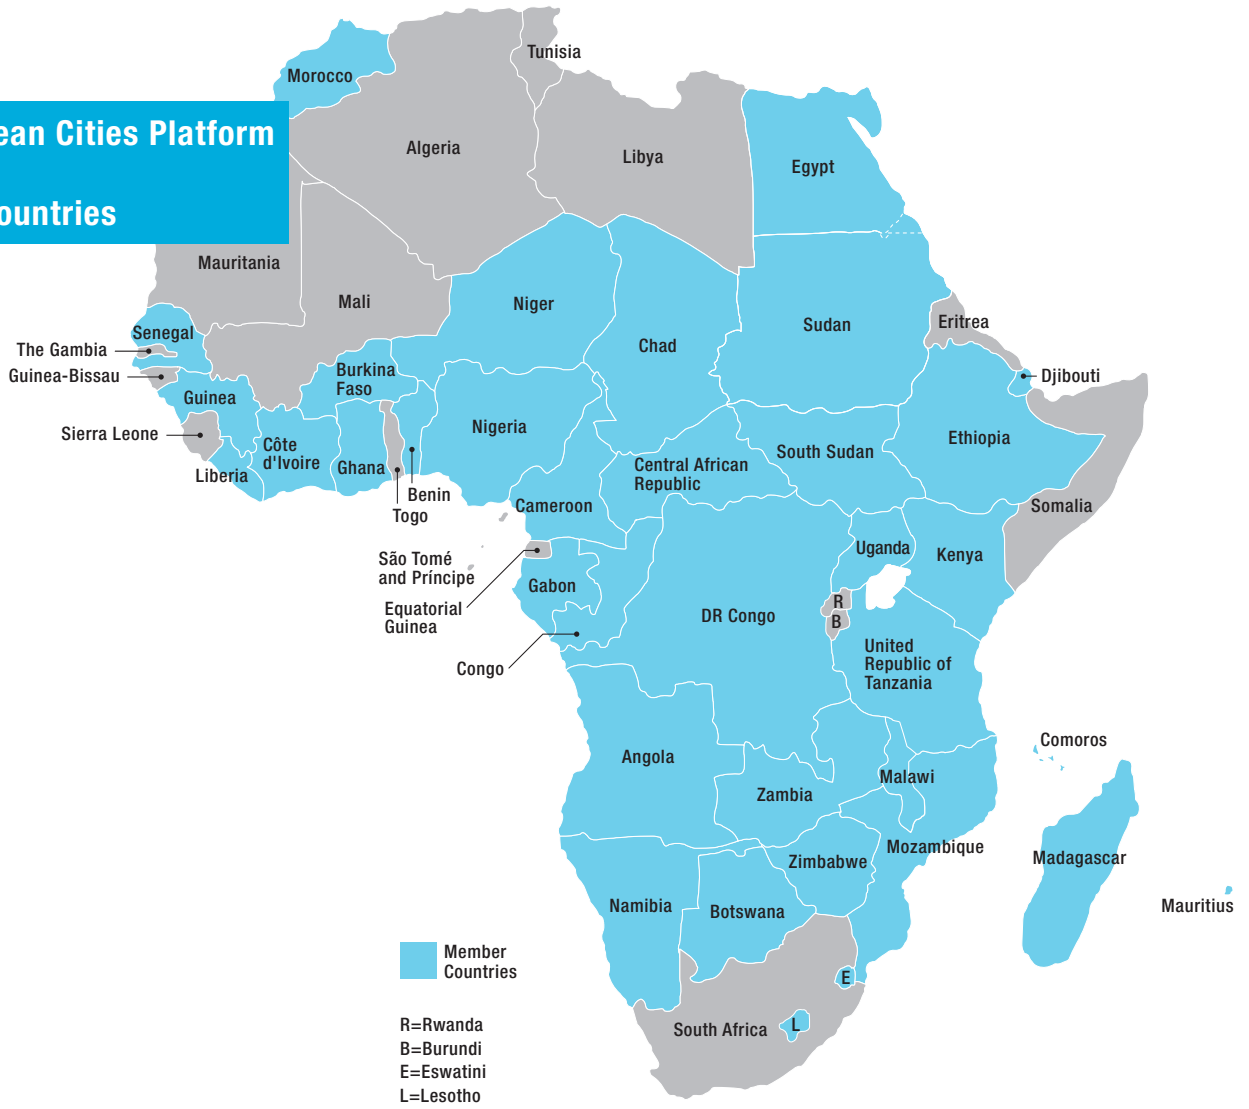 Tunisia
Morocco
ean Cities Platform
Algeria
Libya
Egypt
ountries
Mauritania
Mali
Niger
Senegal
Sudan
Eritrea
The Gambia
Chad
Guinea-Bissau
Burkina
Faso
Djibouti
Guinea
Nigeria
Sierra Leone
Côte
d'Ivoire
Ethiopia
South Sudan
Liberia
Ghana
Central African
Republic
Benin
Togo
Cameroon
Somalia
São Tomé
and Príncipe
Uganda
Kenya
Gabon
Equatorial
Guinea
R
B
DR Congo
Congo
United
Republic of
Tanzania
Comoros
Angola
Malawi
Zambia
Mozambique
Zimbabwe
Madagascar
Namibia
Botswana
Mauritius
Member
Countries
E
South Africa
L
R=Rwanda
B=Burundi
E=Eswatini
L=Lesotho